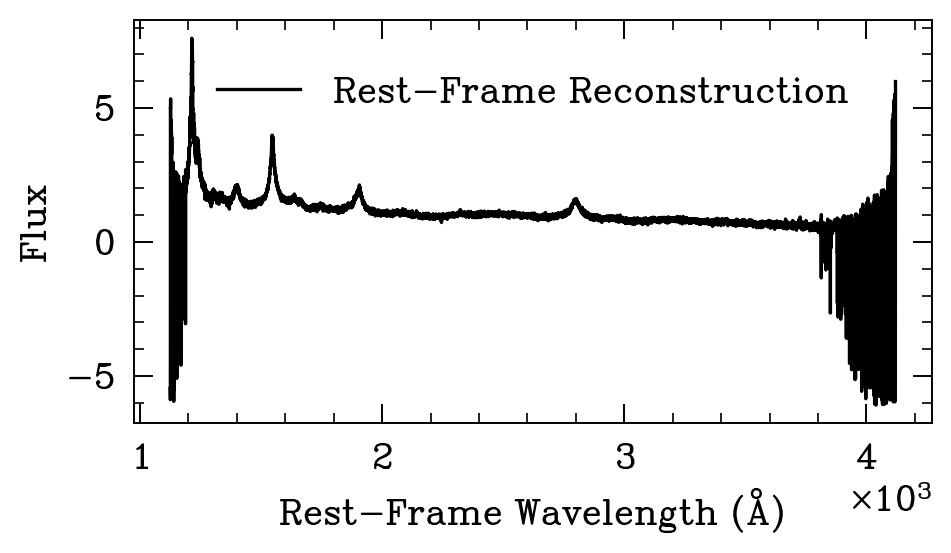 Rest−Frame Reconstruction
5
0
−5
Flux
1
2
3
4
×10³
Rest−Frame Wavelength (Å)